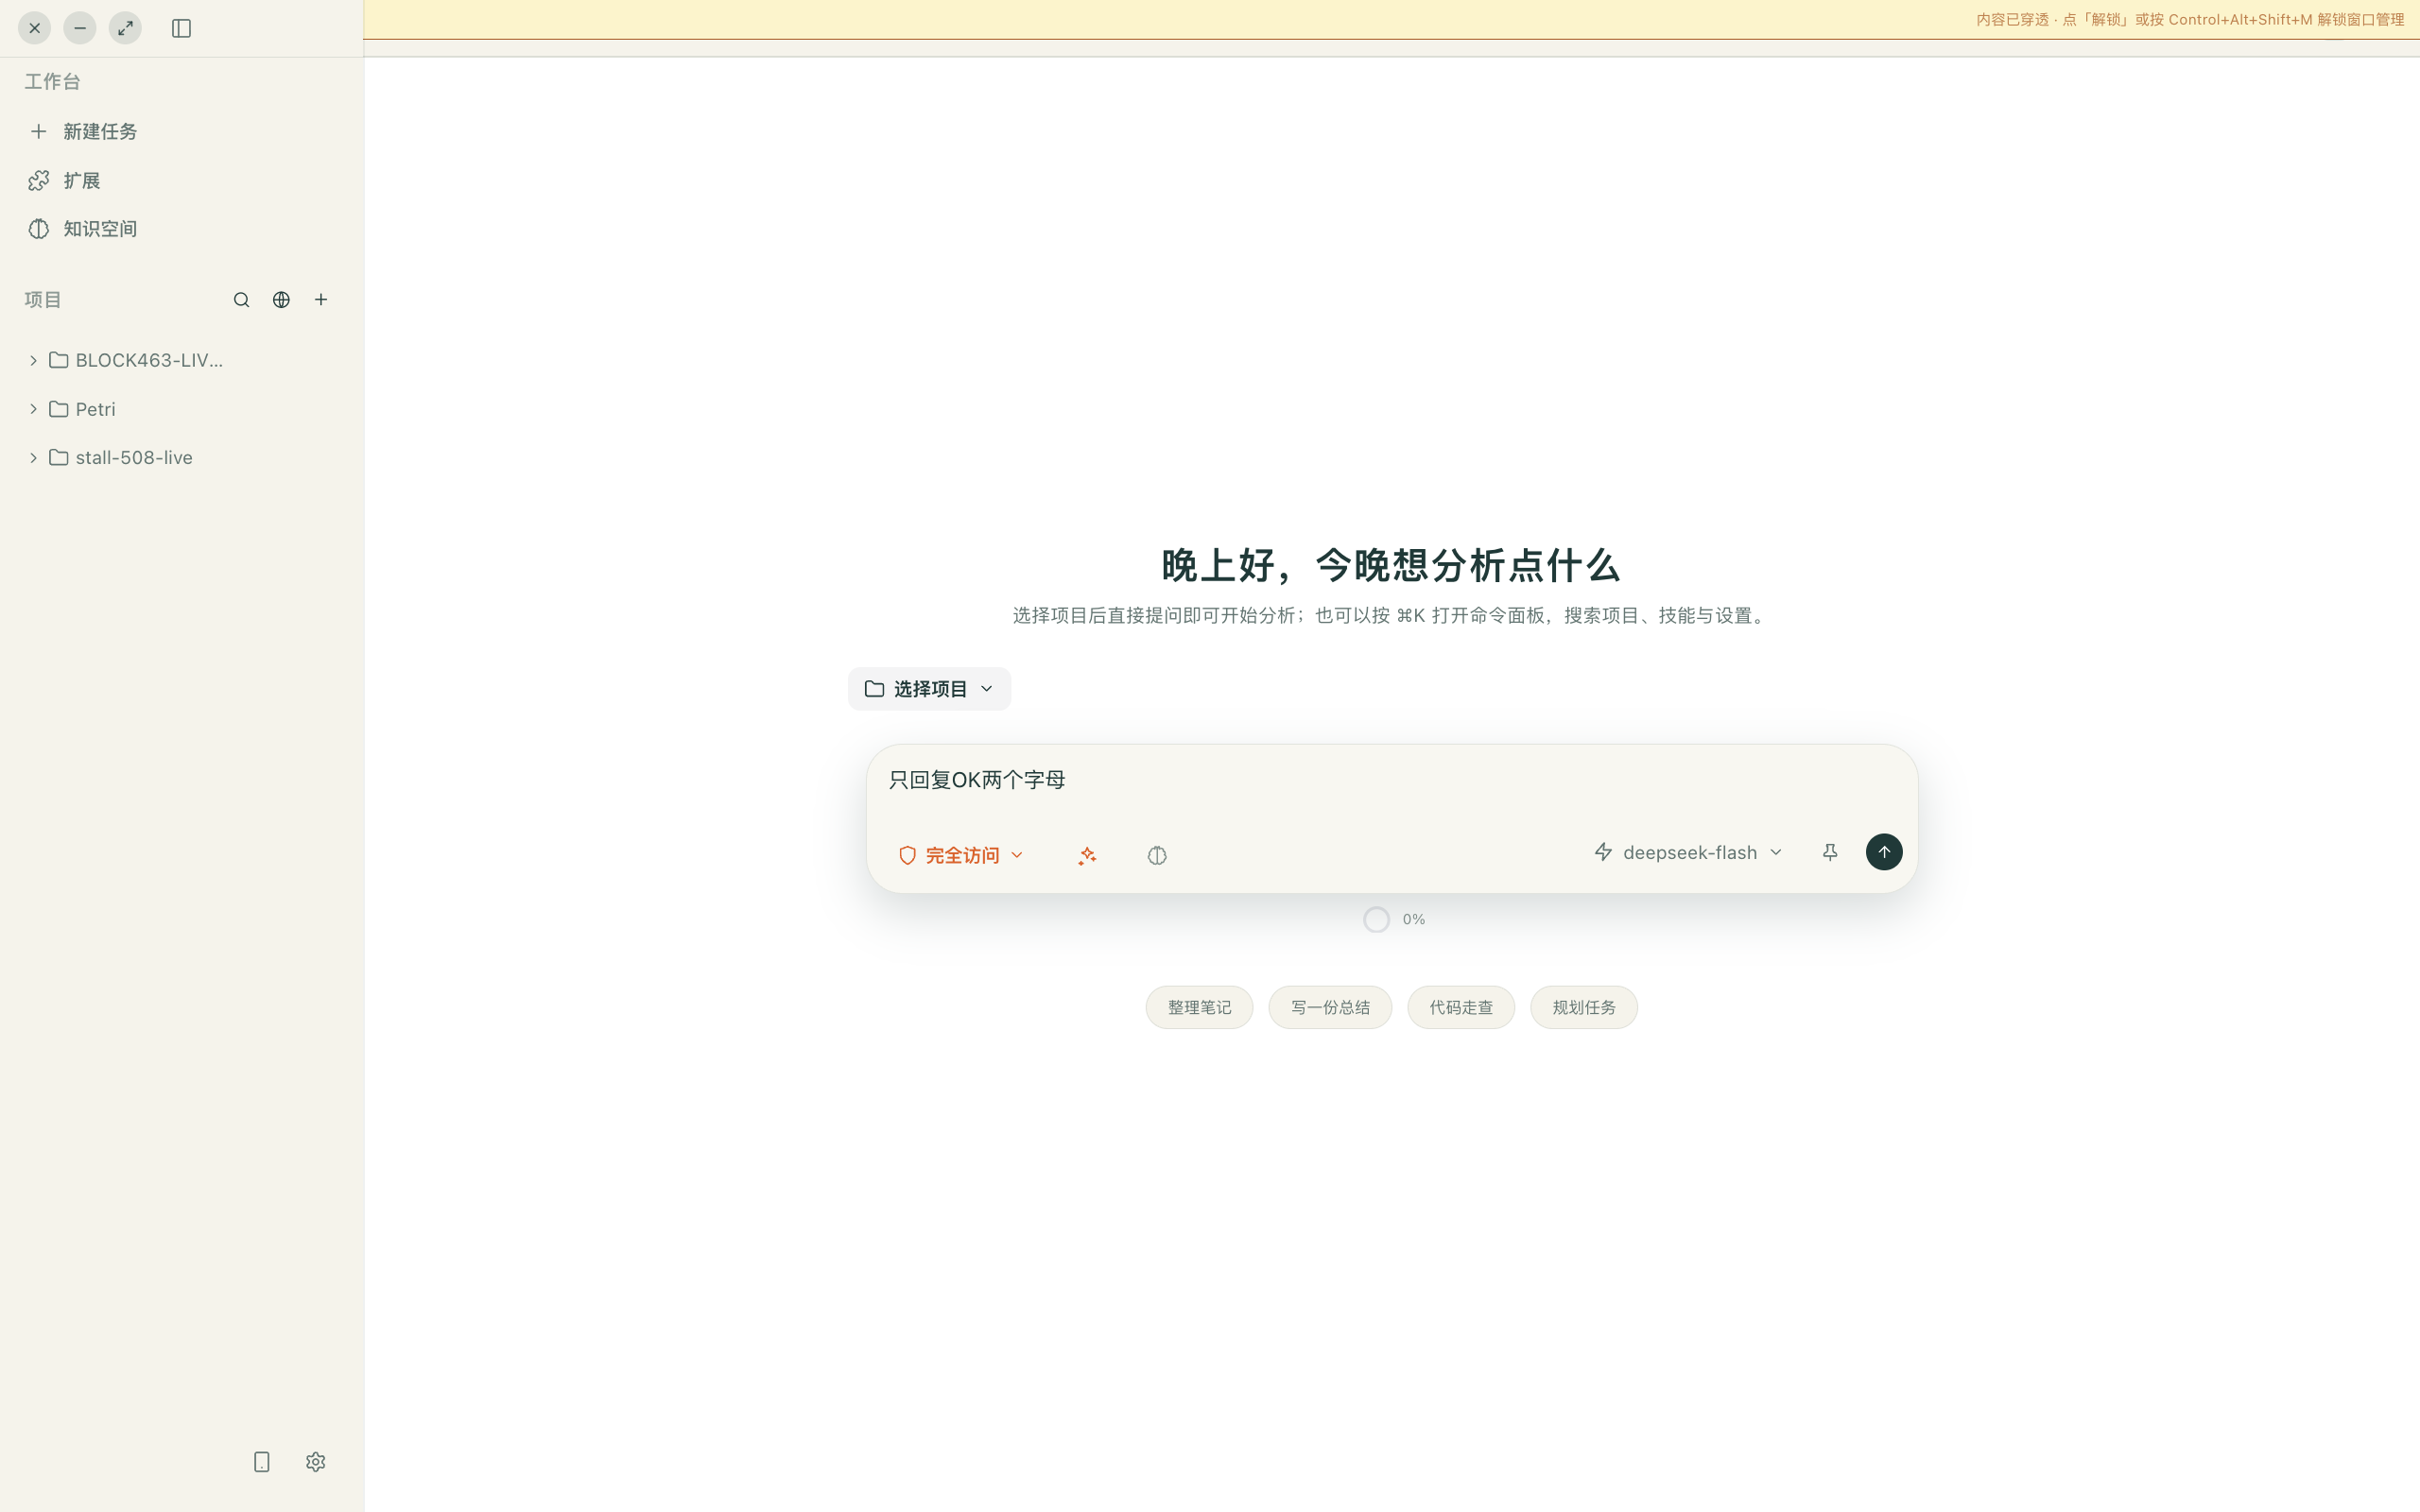 内容已穿透 · 点「解锁」或按 Control+Alt+Shift+M 解锁窗口管理
工作台
新建任务
扩展
知识空间
项目
BLOCK463-LIV...
Petri
stall-508-live
晚上好，今晚想分析点什么
选择项目后直接提问即可开始分析；也可以按 ⌘K 打开命令面板，搜索项目、技能与设置。
选择项目
只回复OK两个字母
完全访问
deepseek-flash
0%
整理笔记
写一份总结
代码走查
规划任务